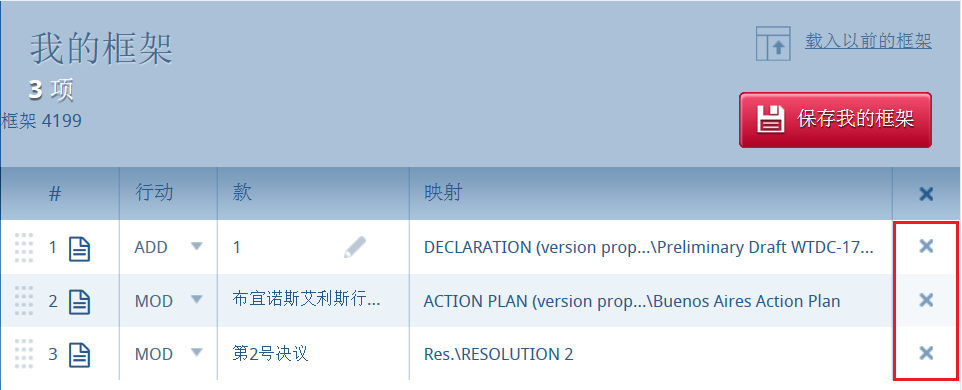 我的框架
载入以前的框架
3 项
框架 4199
保存我的框架
# 行动 款 映射
1 ADD 1 DECLARATION (version prop...\Preliminary Draft WTDC-17...
2 MOD 布宜诺斯艾利斯行... ACTION PLAN (version prop...\Buenos Aires Action Plan
3 MOD 第2号决议 Res.\RESOLUTION 2